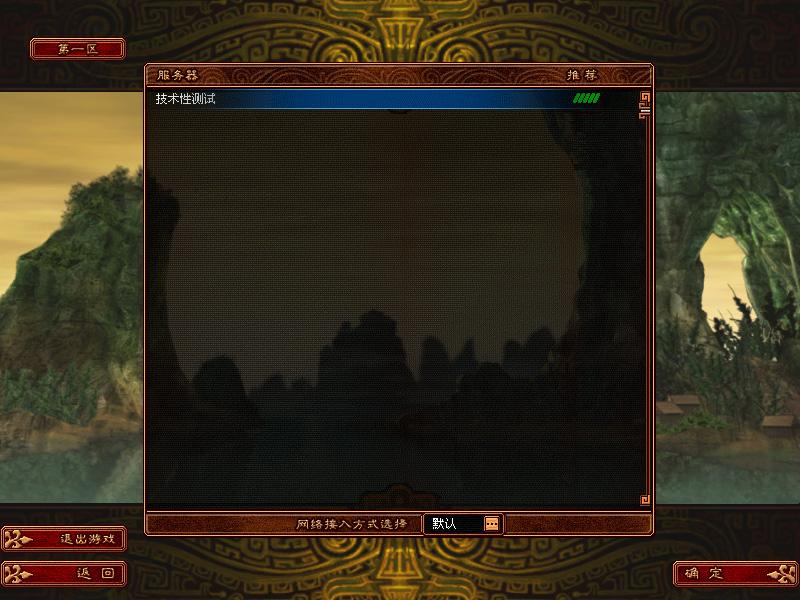 第一区
服务器 推荐
技术性测试
网络接入方式选择 默认
退出游戏
返回
确定